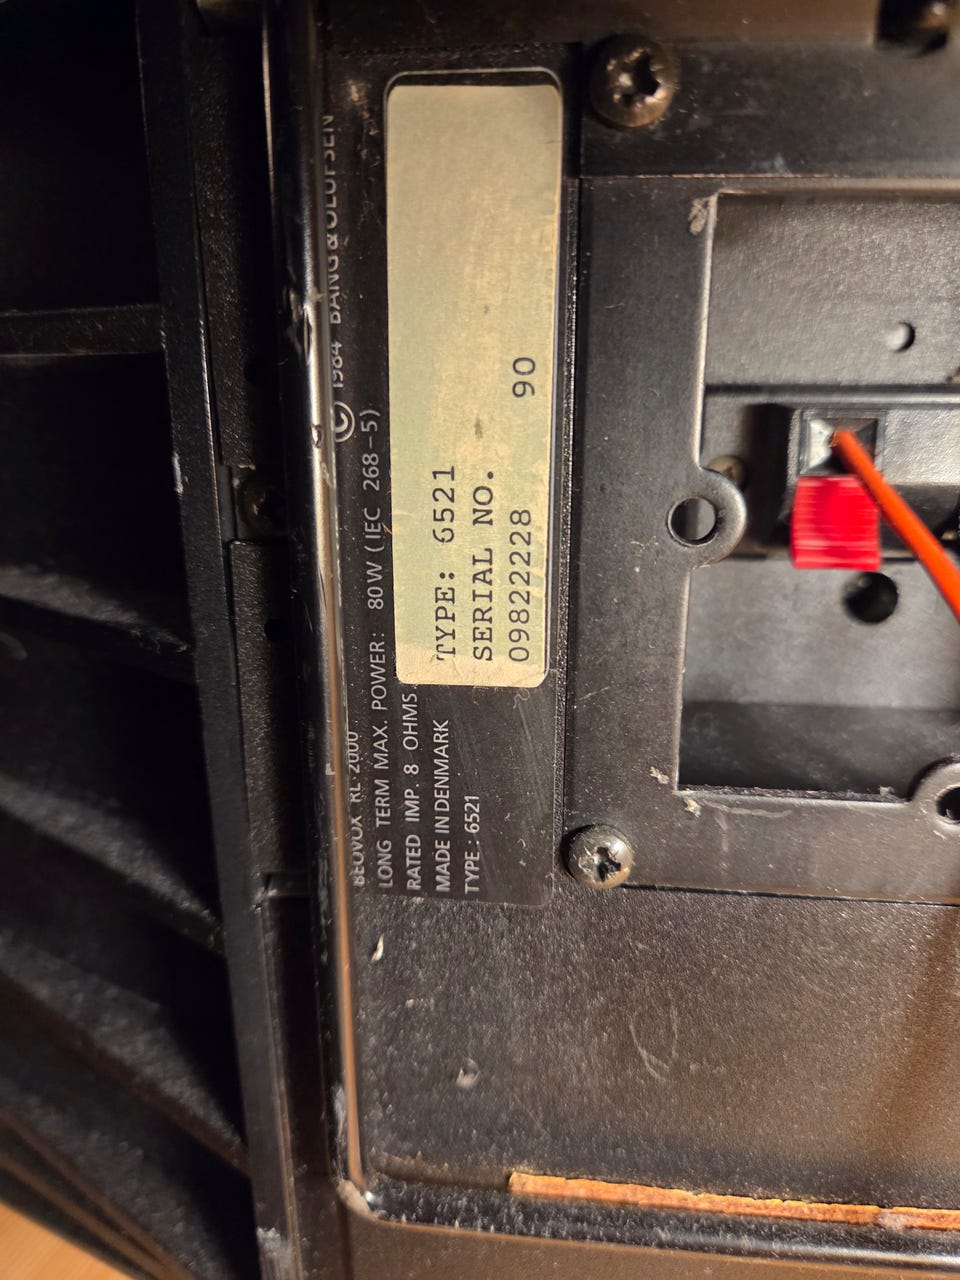 BEOVOX RL 2000 © 1984 BANG & OLUFSEN
LONG TERM MAX. POWER: 80W (IEC 268-5)
RATED IMP. 8 OHMS
MADE IN DENMARK
TYPE: 6521
TYPE: 6521
SERIAL NO.
09822228 90